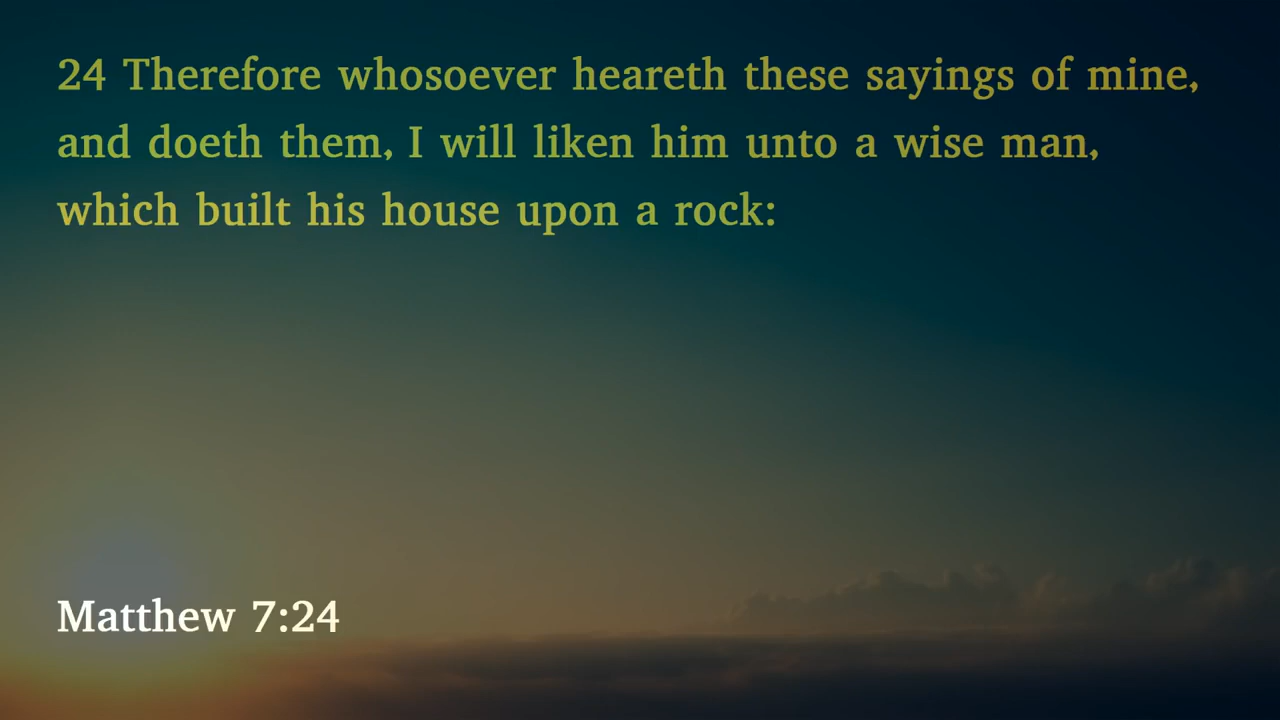 24 Therefore whosoever heareth these sayings of mine,
and doeth them, I will liken him unto a wise man,
which built his house upon a rock:
Matthew 7:24